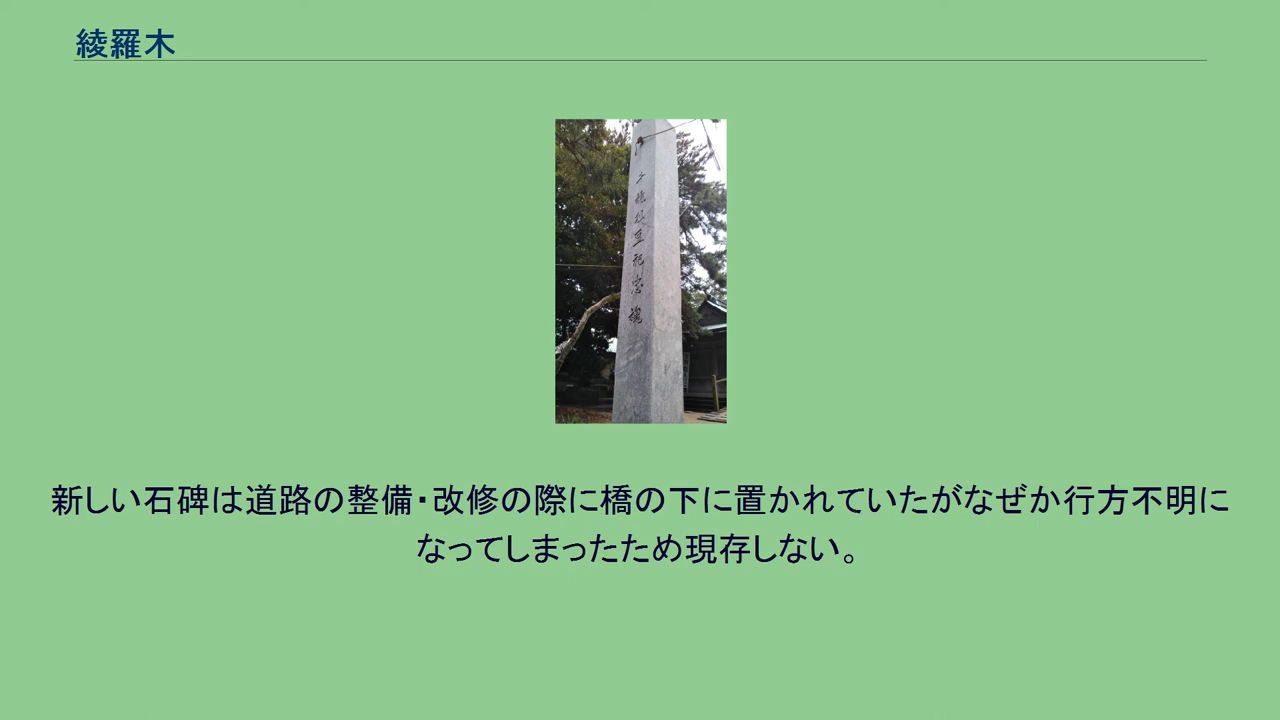 綾羅木
忠魂
新しい石碑は道路の整備・改修の際に橋の下に置かれていたがなぜか行方不明に
なってしまったため現存しない。